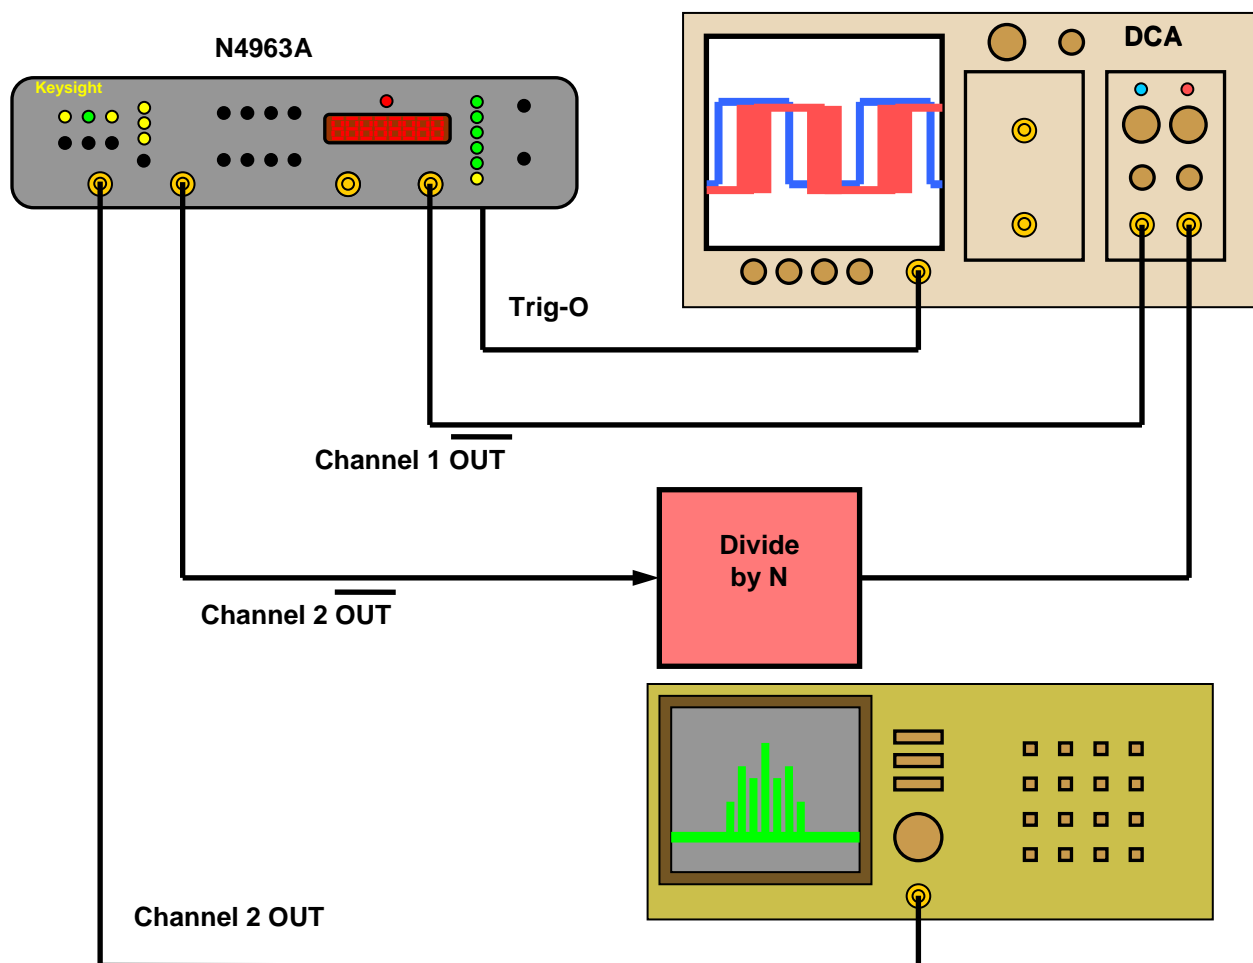 N4963A
Keysight
DCA
Trig-O
Channel 1 OUT
Divide
by N
Channel 2 OUT
Channel 2 OUT